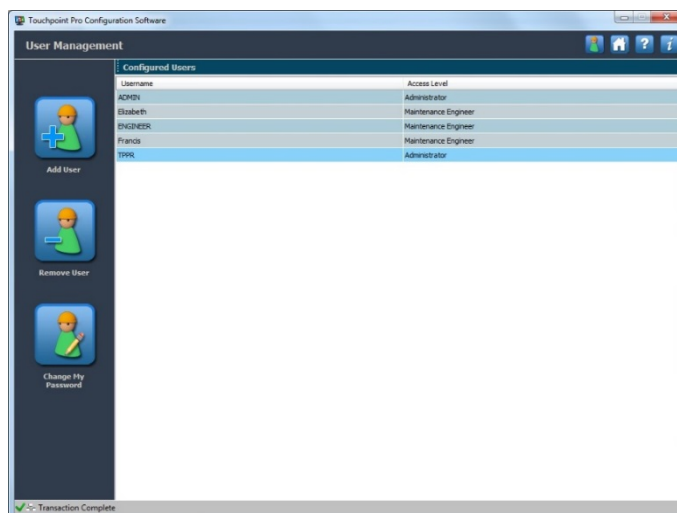 Touchpoint Pro Configuration Software
User Management
Configured Users
Username Access Level
ADMIN Administrator
Elizabeth Maintenance Engineer
ENGINEER Maintenance Engineer
Francis Maintenance Engineer
TPPR Administrator
Add User
Remove User
Change My
Password
Transaction Complete